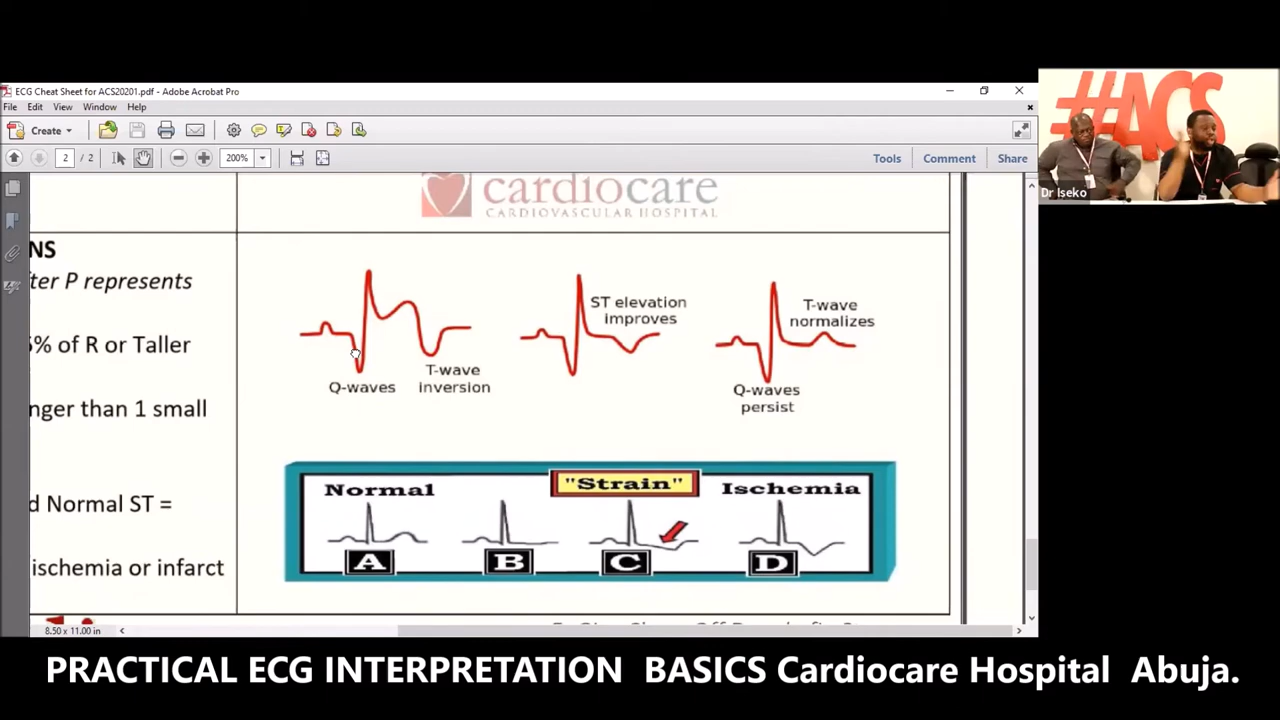 ECG Cheat Sheet for ACS20201.pdf - Adobe Acrobat Pro
File Edit View Window Help
Create
2 / 2 200% Tools Comment Share
#ACS
Dr Iseko
cardiocare
CARDIOVASCULAR HOSPITAL
NS
ter P represents
% of R or Taller
nger than 1 small
d Normal ST =
ischemia or infarct
Q-waves
T-wave
inversion
ST elevation
improves
T-wave
normalizes
Q-waves
persist
Normal "Strain" Ischemia
A B C D
8.50 x 11.00 in
PRACTICAL ECG INTERPRETATION BASICS Cardiocare Hospital Abuja.